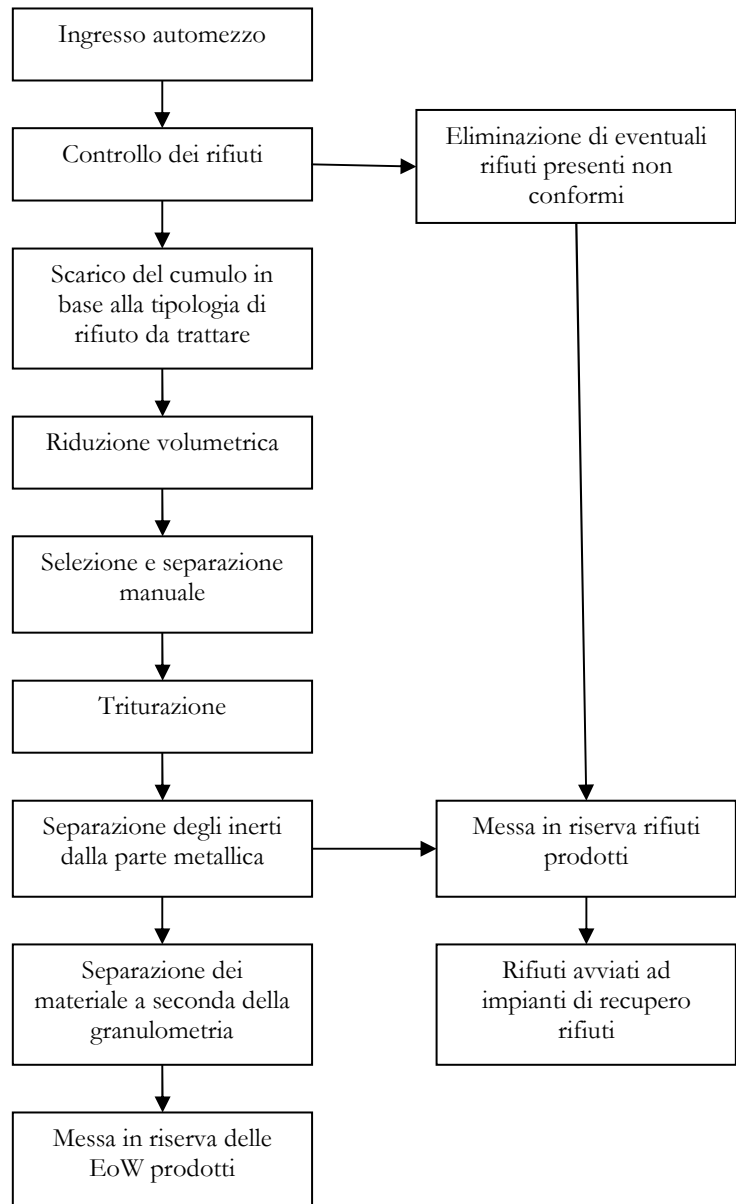 Ingresso automezzo
Controllo dei rifiuti
Eliminazione di eventuali
rifiuti presenti non
conformi
Scarico del cumulo in
base alla tipologia di
rifiuto da trattare
Riduzione volumetrica
Selezione e separazione
manuale
Triturazione
Separazione degli inerti
dalla parte metallica
Messa in riserva rifiuti
prodotti
Separazione dei
materiale a seconda della
granulometria
Rifiuti avviati ad
impianti di recupero
rifiuti
Messa in riserva delle
EoW prodotti